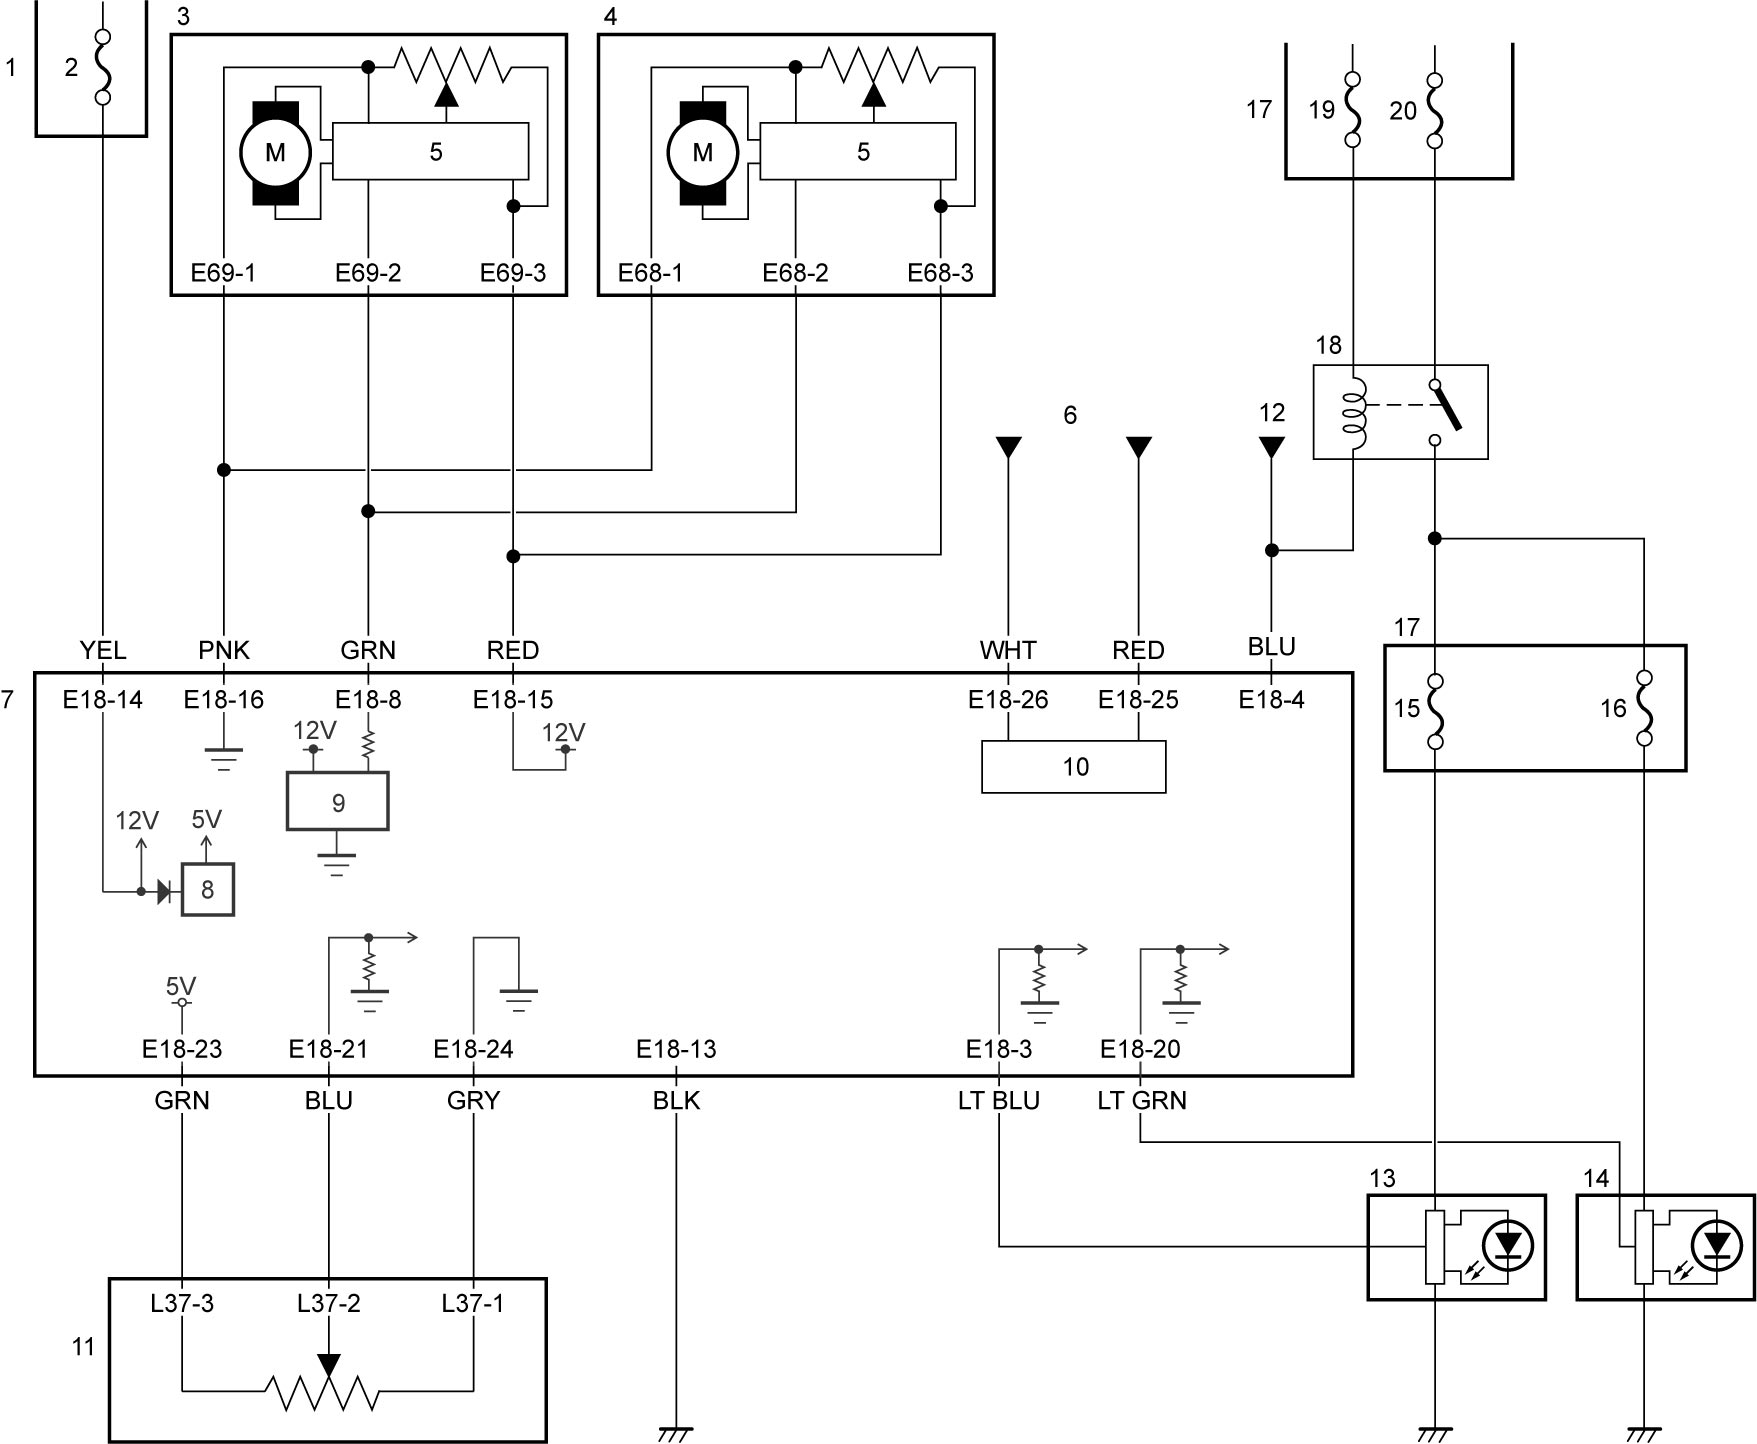 3
4
1
2
17
19
20
M
5
M
5
E69-1
E69-2
E69-3
E68-1
E68-2
E68-3
18
6
12
17
YEL
PNK
GRN
RED
WHT
RED
BLU
7
E18-14
E18-16
E18-8
E18-15
E18-26
E18-25
E18-4
15
16
12V
12V
10
9
12V
5V
8
5V
E18-23
E18-21
E18-24
E18-13
E18-3
E18-20
GRN
BLU
GRY
BLK
LT BLU
LT GRN
13
14
L37-3
L37-2
L37-1
11